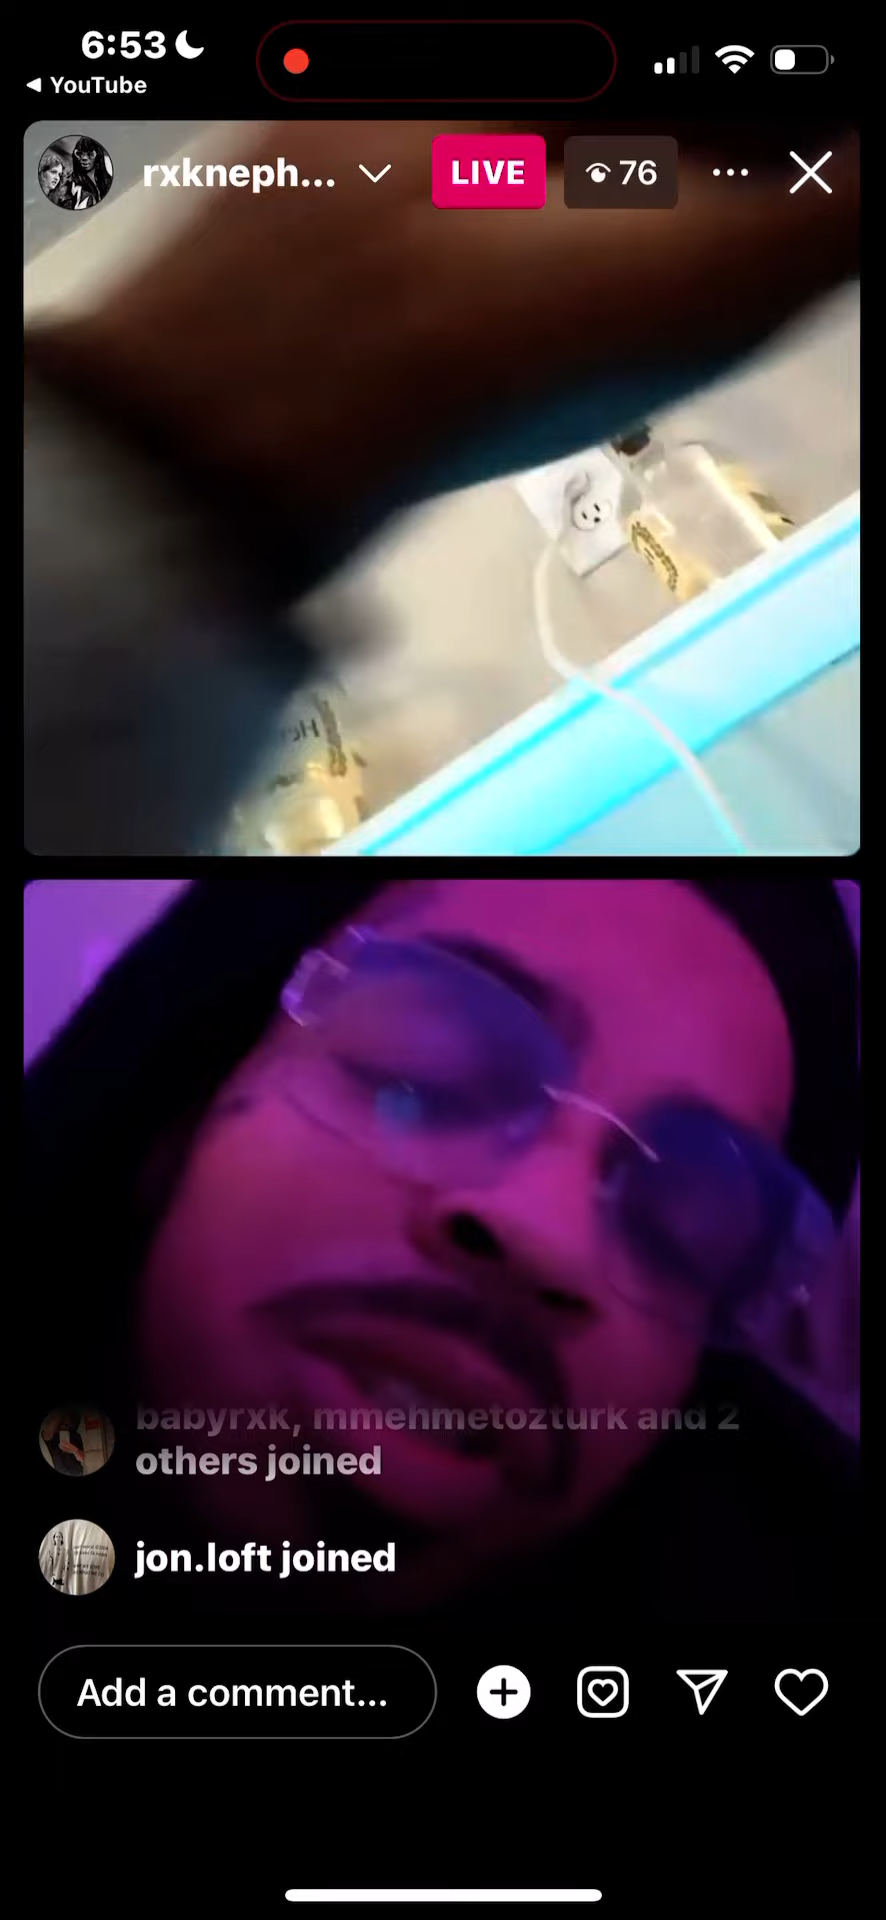 6:53
YouTube
rxkneph...
LIVE
76
babyrxk, mmehmetozturk and 2
others joined
jon.loft joined
Add a comment...